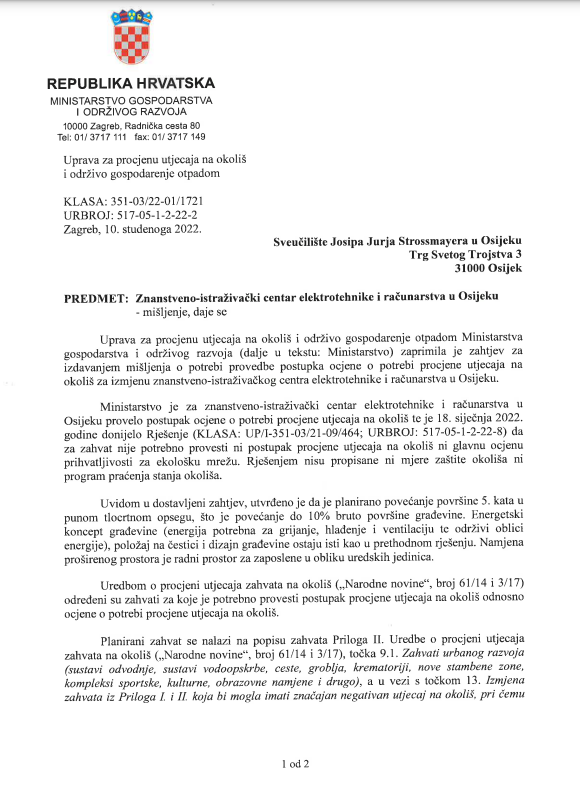 REPUBLIKA HRVATSKA
MINISTARSTVO GOSPODARSTVA
I ODRŽIVOG RAZVOJA
10000 Zagreb, Radnička cesta 80
Tel: 01/ 3717 111 fax: 01/ 3717 149
Uprava za procjenu utjecaja na okoliš
i održivo gospodarenje otpadom
KLASA: 351-03/22-01/1721
URBROJ: 517-05-1-2-22-2
Zagreb, 10. studenoga 2022.
Sveučilište Josipa Jurja Strossmayera u Osijeku
Trg Svetog Trojstva 3
31000 Osijek
PREDMET: Znanstveno-istraživački centar elektrotehnike i računarstva u Osijeku
- mišljenje, daje se
Uprava za procjenu utjecaja na okoliš i održivo gospodarenje otpadom Ministarstva
gospodarstva i održivog razvoja (dalje u tekstu: Ministarstvo) zaprimila je zahtjev za
izdavanjem mišljenja o potrebi provedbe postupka ocjene o potrebi procjene utjecaja na
okoliš za izmjenu znanstveno-istraživačkog centra elektrotehnike i računarstva u Osijeku.
Ministarstvo je za znanstveno-istraživački centar elektrotehnike i računarstva u
Osijeku provelo postupak ocjene o potrebi procjene utjecaja na okoliš te je 18. siječnja 2022.
godine donijelo Rješenje (KLASA: UP/I-351-03/21-09/464; URBROJ: 517-05-1-2-22-8) da
za zahvat nije potrebno provesti ni postupak procjene utjecaja na okoliš ni glavnu ocjenu
prihvatljivosti za ekološku mrežu. Rješenjem nisu propisane ni mjere zaštite okoliša ni
program praćenja stanja okoliša.
Uvidom u dostavljeni zahtjev, utvrđeno je da je planirano povećanje površine 5. kata u
punom tlocrtnom opsegu, što je povećanje do 10% bruto površine građevine. Energetski
koncept građevine (energija potrebna za grijanje, hlađenje i ventilaciju te održivi oblici
energije), položaj na čestici i dizajn građevine ostaju isti kao u prethodnom rješenju. Namjena
proširenog prostora je radni prostor za zaposlene u obliku uredskih jedinica.
Uredbom o procjeni utjecaja zahvata na okoliš („Narodne novine“, broj 61/14 i 3/17)
određeni su zahvati za koje je potrebno provesti postupak procjene utjecaja na okoliš odnosno
ocjene o potrebi procjene utjecaja na okoliš.
Planirani zahvat se nalazi na popisu zahvata Priloga II. Uredbe o procjeni utjecaja
zahvata na okoliš („Narodne novine“, broj 61/14 i 3/17), točka 9.1. Zahvati urbanog razvoja
(sustavi odvodnje, sustavi vodoopskrbe, ceste, groblja, krematoriji, nove stambene zone,
kompleksi sportske, kulturne, obrazovne namjene i drugo), a u vezi s točkom 13. Izmjena
zahvata iz Priloga I. i II. koja bi mogla imati značajan negativan utjecaj na okoliš, pri čemu
1 od 2